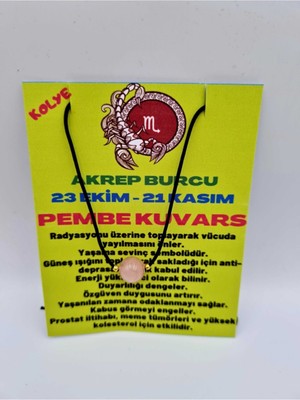 KOLYE
AKREP BURCU
23 EKİM - 21 KASIM
PEMBE KUVARS
Radyasyonu üzerine toplayarak vücuda
yayılmasını önler.
Yaşama sevinç sembolüdür.
Güneş ışığını sakladığı için anti-
kabul edilir.
Enerji olarak bilinir.
Duyarlılığı dengeler.
Özgüven duygusunu artırır.
Yaşanılan zamana odaklanmayı sağlar.
Kabus görmeyi engeller.
Prostat iltihabı, meme tümörleri ve yüksek
kolesterol için etkilidir.